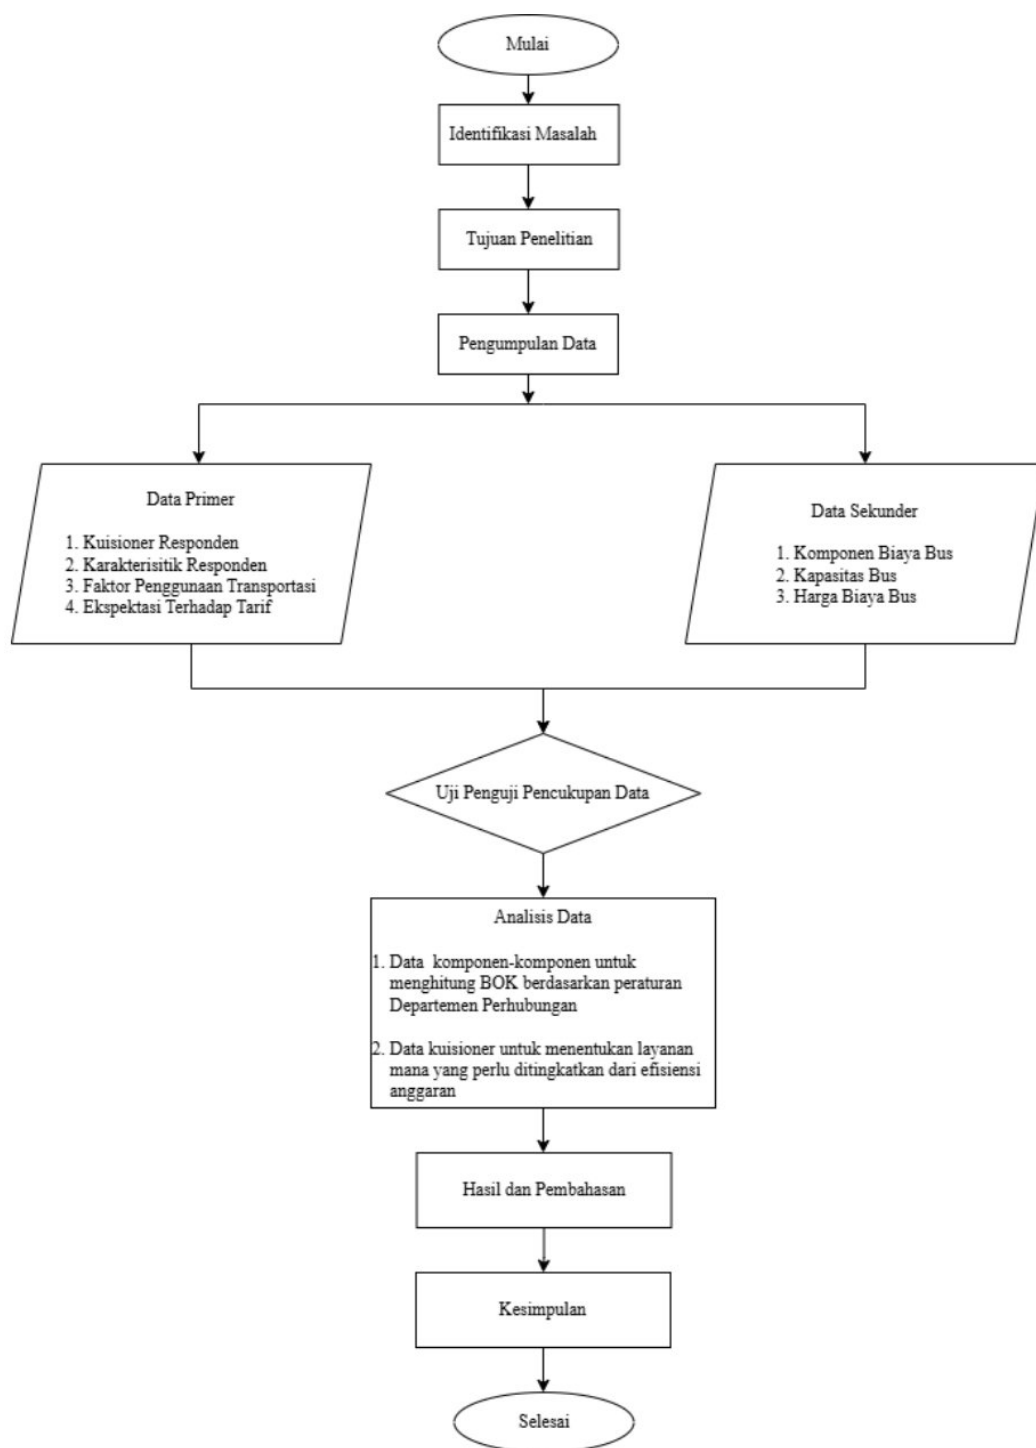 Mulai
Identifikasi Masalah
Tujuan Penelitian
Pengumpulan Data
Data Primer
1. Kuisioner Responden
2. Karakterisitik Responden
3. Faktor Penggunaan Transportasi
4. Ekspektasi Terhadap Tarif
Data Sekunder
1. Komponen Biaya Bus
2. Kapasitas Bus
3. Harga Biaya Bus
Uji Penguji Pencukupan Data
Analisis Data
1. Data komponen-komponen untuk
menghitung BOK berdasarkan peraturan
Departemen Perhubungan
2. Data kuisioner untuk menentukan layanan
mana yang perlu ditingkatkan dari efisiensi
anggaran
Hasil dan Pembahasan
Kesimpulan
Selesai